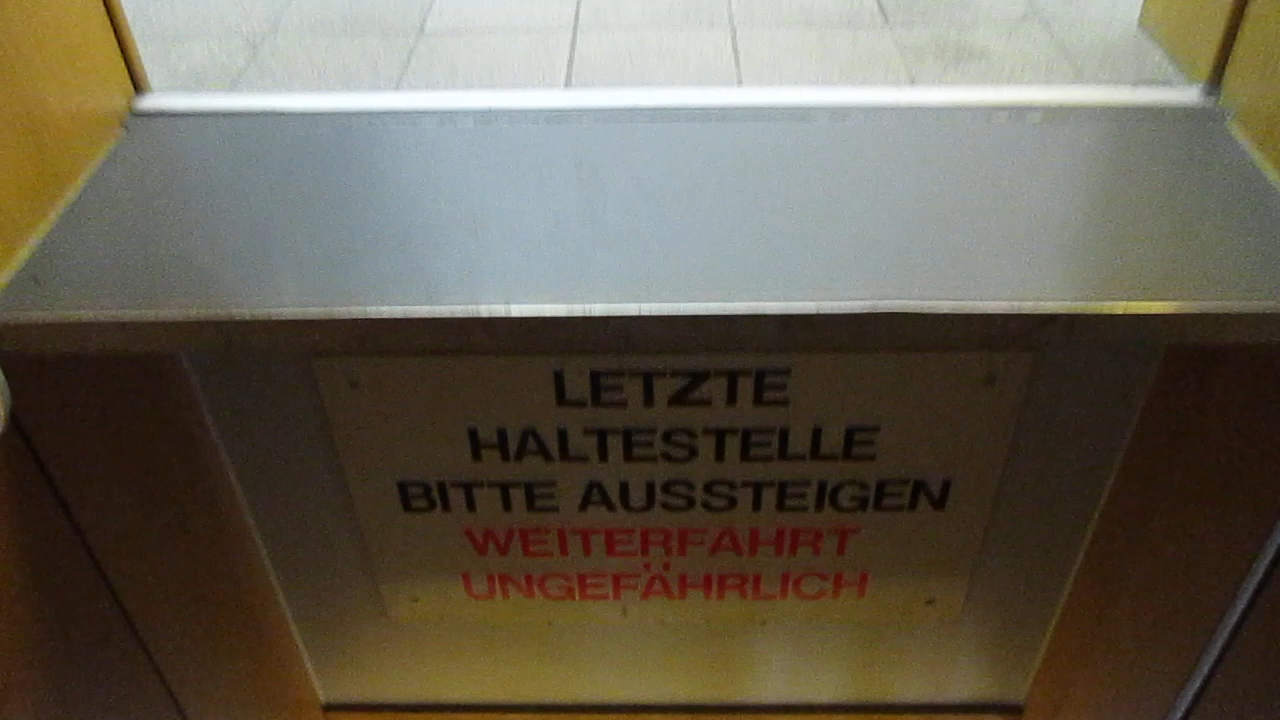 LETZTE
HALTESTELLE
BITTE AUSSTEIGEN
WEITERFAHRT
UNGEFÄHRLICH